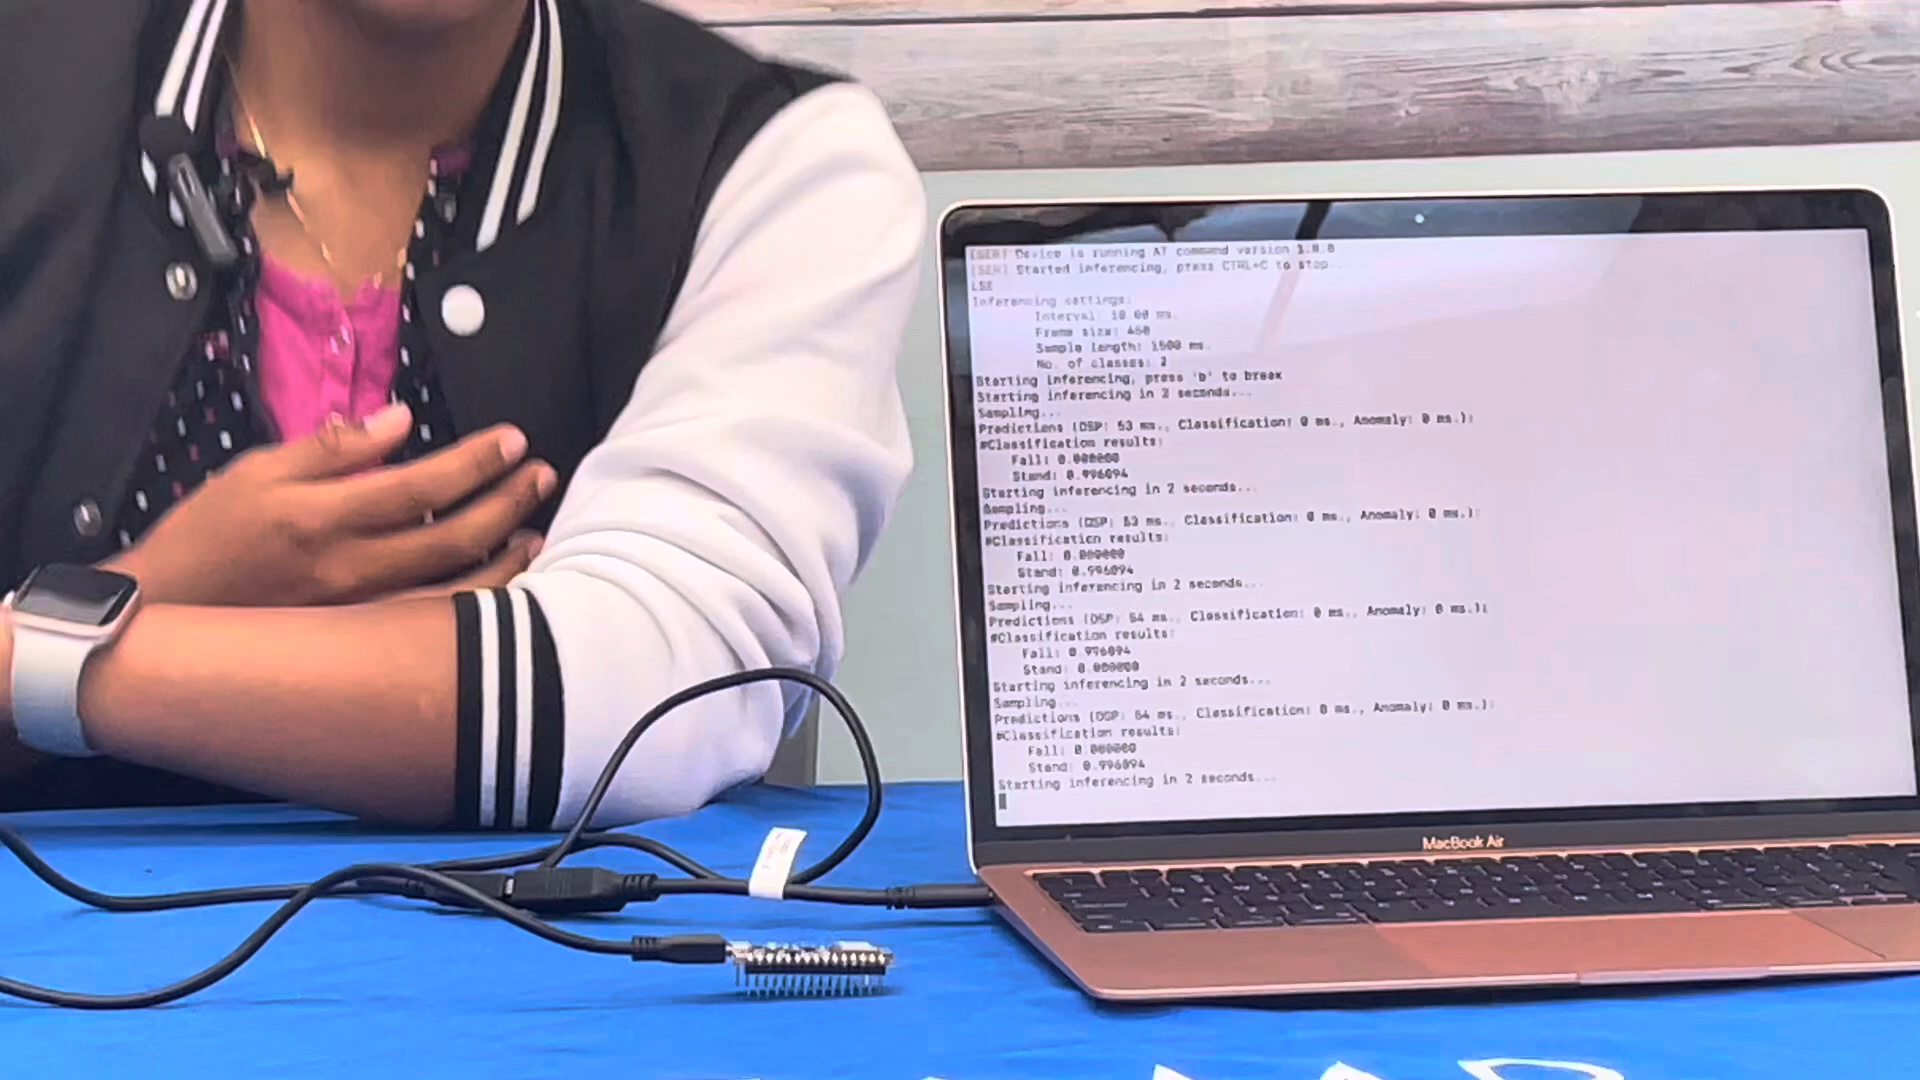 [SER] Device is running AT command version 1.8.0
[SER] Started inferencing, press CTRL+C to stop...
LSE
Inferencing settings:
Interval: 10.00 ms.
Frame size: 450
Sample length: 1500 ms.
No. of classes: 2
Starting inferencing, press 'b' to break
Starting inferencing in 2 seconds...
Sampling...
Predictions (DSP: 53 ms., Classification: 0 ms., Anomaly: 0 ms.):
#Classification results:
Fall: 0.000000
Stand: 0.996094
Starting inferencing in 2 seconds...
Sampling...
Predictions (DSP: 53 ms., Classification: 0 ms., Anomaly: 0 ms.):
#Classification results:
Fall: 0.000000
Stand: 0.996094
Starting inferencing in 2 seconds...
Sampling...
Predictions (DSP: 54 ms., Classification: 0 ms., Anomaly: 0 ms.):
#Classification results:
Fall: 0.996094
Stand: 0.000000
Starting inferencing in 2 seconds...
Sampling...
Predictions (DSP: 54 ms., Classification: 0 ms., Anomaly: 0 ms.):
#Classification results:
Fall: 0.000000
Stand: 0.996094
Starting inferencing in 2 seconds...
MacBook Air